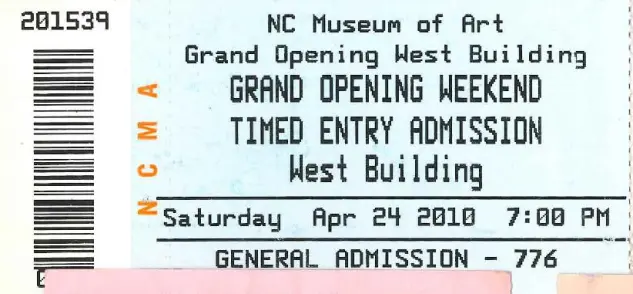 201539
NC Museum of Art
Grand Opening West Building
GRAND OPENING WEEKEND
TIMED ENTRY ADMISSION
West Building
NCMA
Saturday Apr 24 2010 7:00 PM
GENERAL ADMISSION - 776